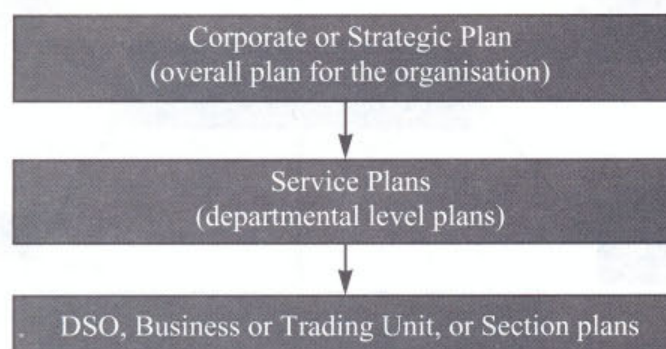 Corporate or Strategic Plan
(overall plan for the organisation)
Service Plans
(departmental level plans)
DSO, Business or Trading Unit, or Section plans